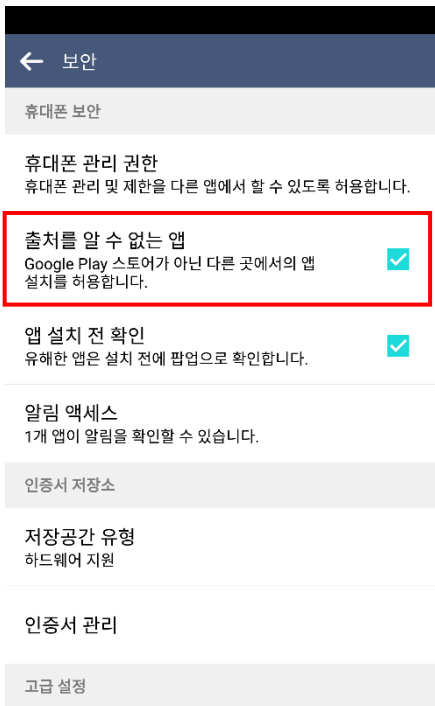 보안
휴대폰 보안
휴대폰 관리 권한
휴대폰 관리 및 제한을 다른 앱에서 할 수 있도록 허용합니다.
출처를 알 수 없는 앱
Google Play 스토어가 아닌 다른 곳에서의 앱
설치를 허용합니다.
앱 설치 전 확인
유해한 앱은 설치 전에 팝업으로 확인합니다.
알림 액세스
1개 앱이 알림을 확인할 수 있습니다.
인증서 저장소
저장공간 유형
하드웨어 지원
인증서 관리
고급 설정